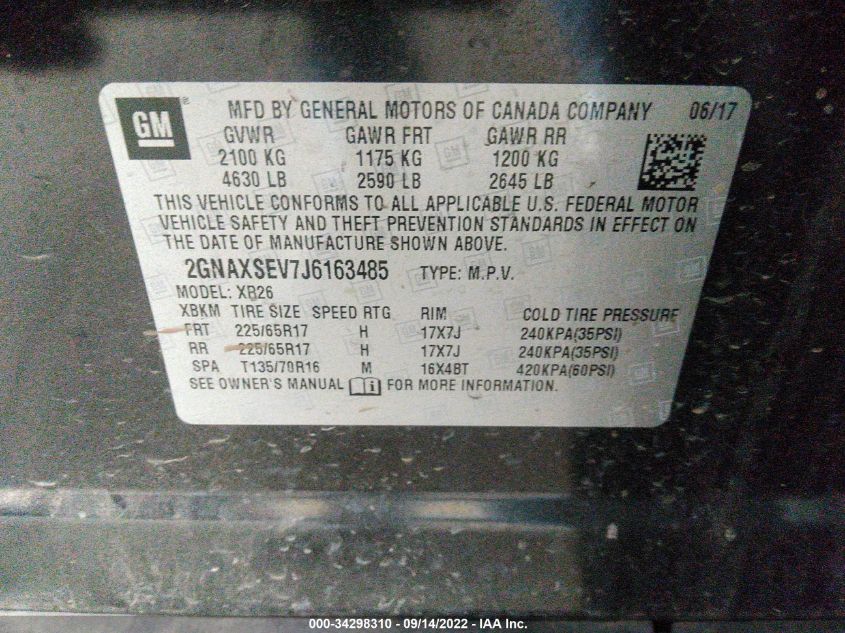 GM MFD BY GENERAL MOTORS OF CANADA COMPANY 06/17
GVWR GAWR FRT GAWR RR
2100 KG 1175 KG 1200 KG
4630 LB 2590 LB 2645 LB
THIS VEHICLE CONFORMS TO ALL APPLICABLE U.S. FEDERAL MOTOR
VEHICLE SAFETY AND THEFT PREVENTION STANDARDS IN EFFECT ON
THE DATE OF MANUFACTURE SHOWN ABOVE.
2GNAXSEV7J6163485 TYPE: M.P.V.
MODEL: XR26
XBKM TIRE SIZE SPEED RTG RIM COLD TIRE PRESSURE
FRT 225/65R17 H 17X7J 240KPA(35PSI)
RR 225/65R17 H 17X7J 240KPA(35PSI)
SPA T135/70R16 M 16X4BT 420KPA(60PSI)
SEE OWNER'S MANUAL FOR MORE INFORMATION.
000-34298310 - 09/14/2022 - IAA Inc.